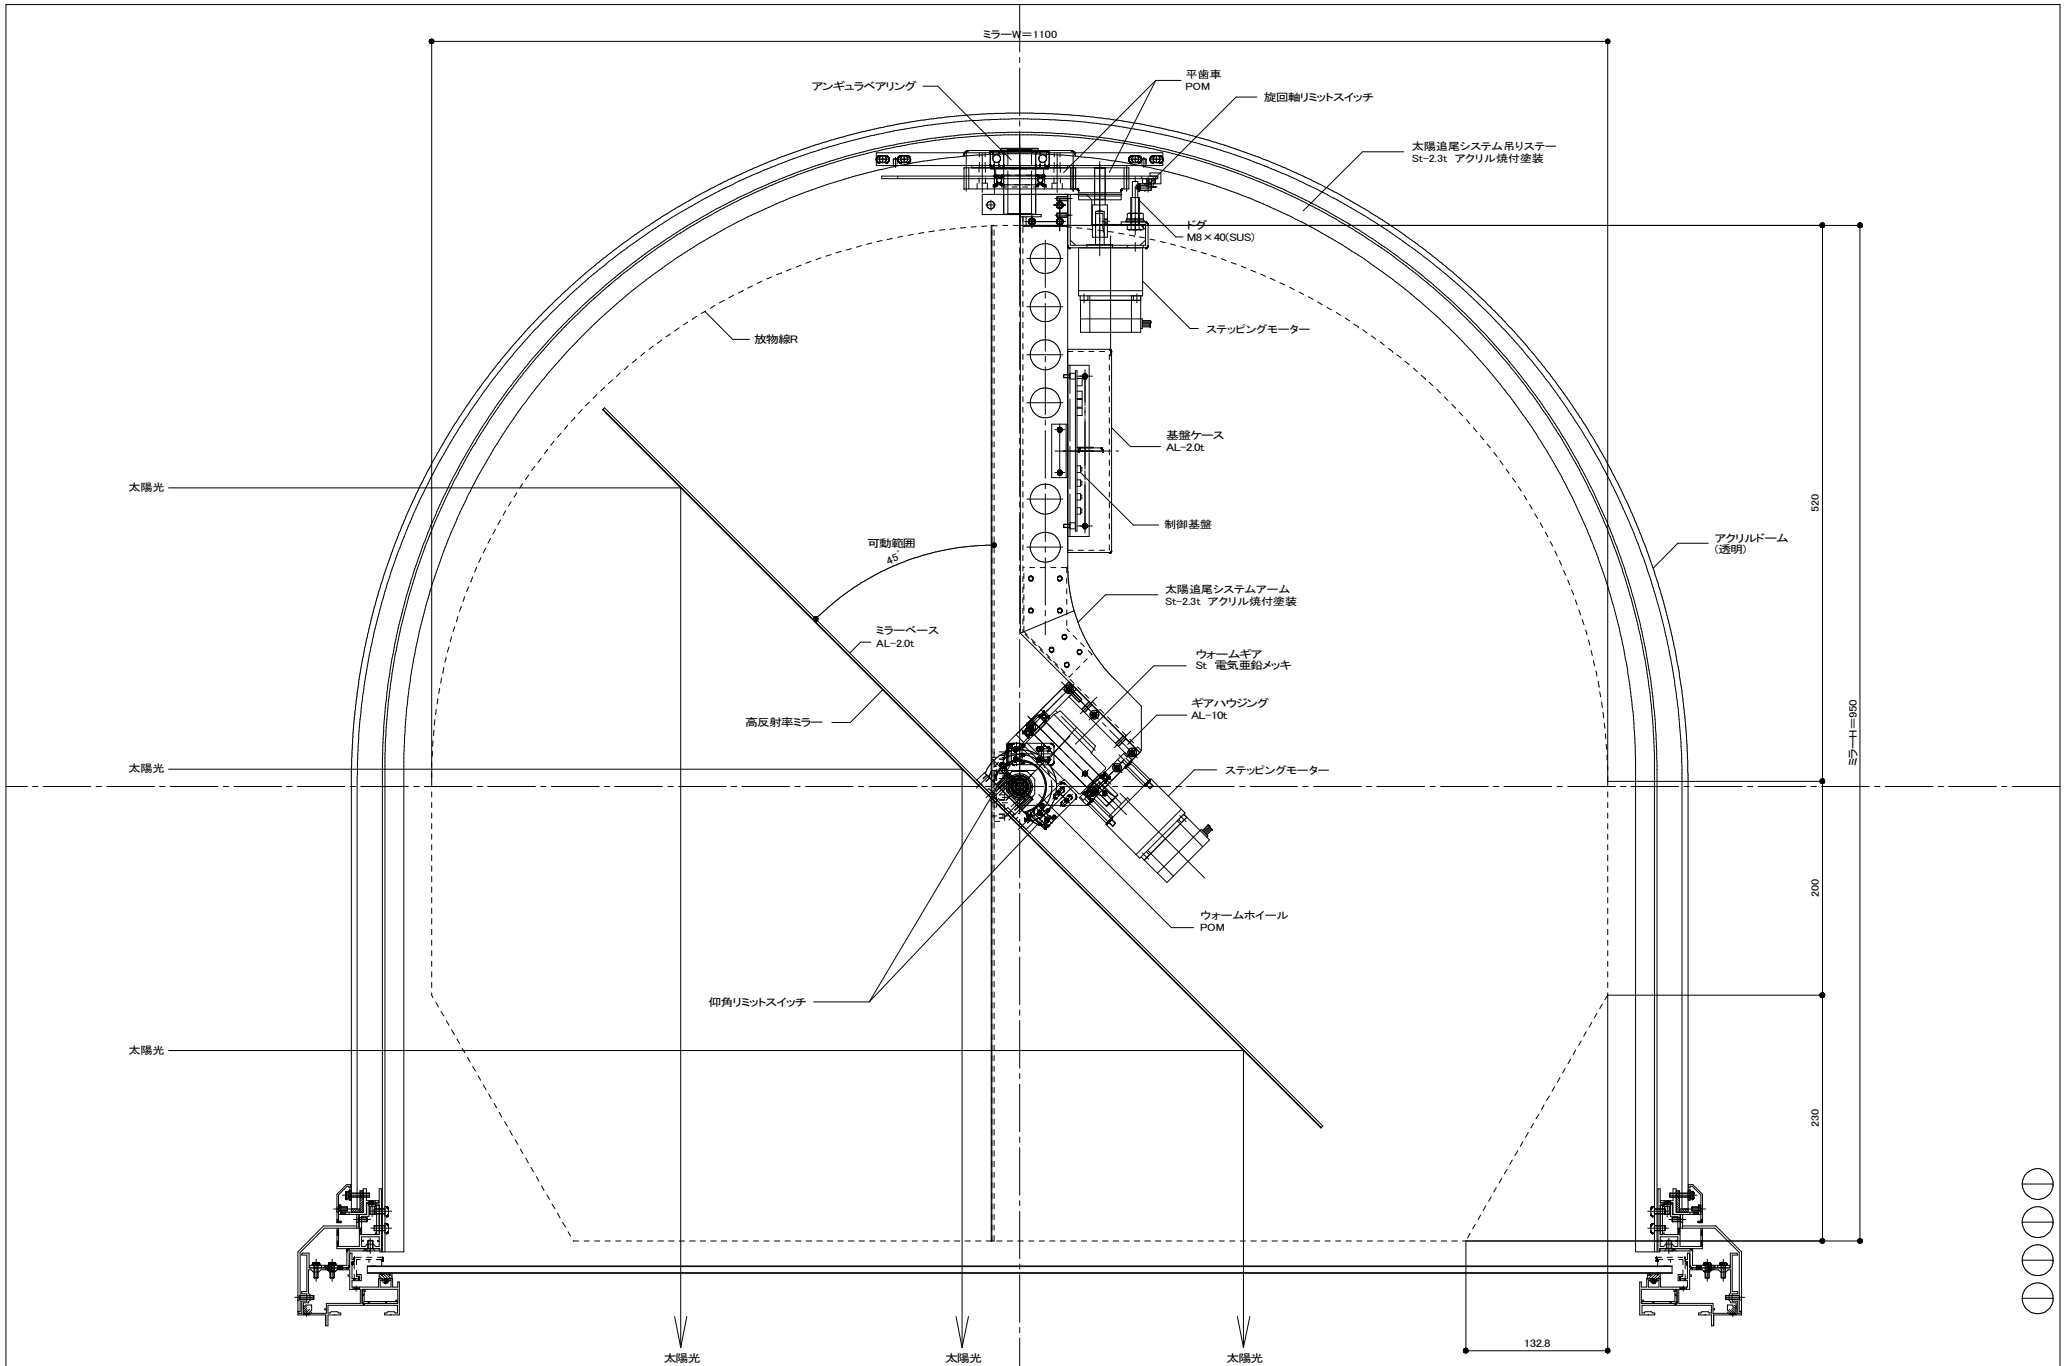 ミラーW=1100
アンギュラベアリング
平歯車
POM
旋回軸リミットスイッチ
太陽追尾システム吊りステー
St-2.3t アクリル焼付塗装
ドグ
M8×40(SUS)
放物線R
ステッピングモーター
基盤ケース
AL-2.0t
太陽光
520
制御基盤
アクリルドーム
(透明)
可動範囲
45°
太陽追尾システムアーム
St-2.3t アクリル焼付塗装
ミラーベース
AL-2.0t
ウォームギア
St 電気亜鉛メッキ
ギアハウジング
AL-10t
高反射率ミラー
ミラーH=950
太陽光
ステッピングモーター
200
ウォームホイール
POM
仰角リミットスイッチ
太陽光
230
132.8
太陽光
太陽光
太陽光